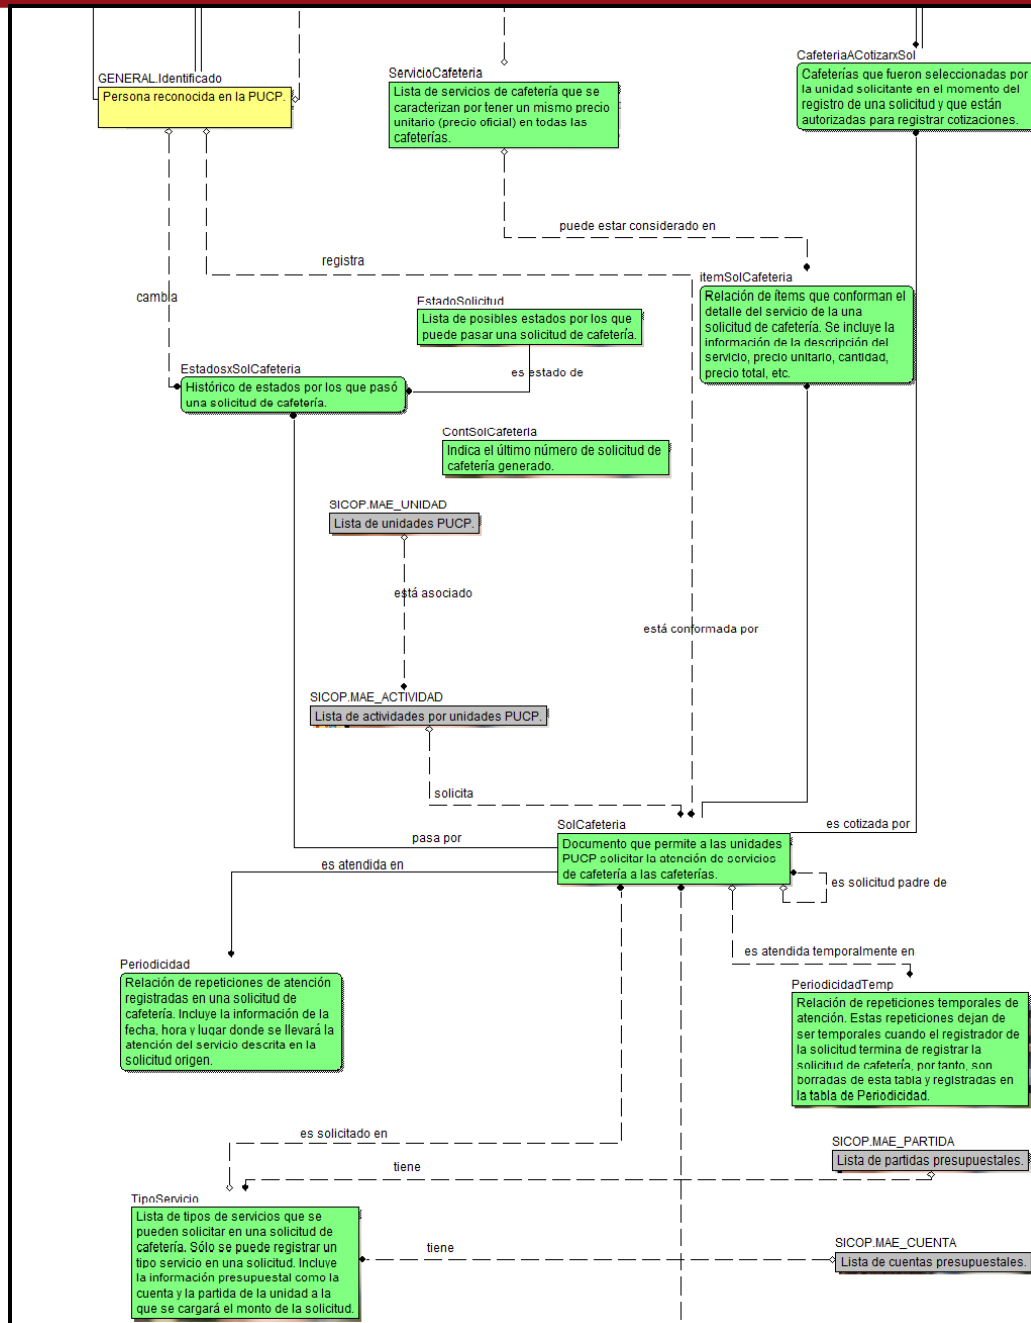 GENERAL.Identificado
Persona reconocida en la PUCP.
ServicioCafeteria
Lista de servicios de cafetería que se
caracterizan por tener un mismo precio
unitario (precio oficial) en todas las
cafeterías.
CafeteriaACotizarxSol
Cafeterías que fueron seleccionadas por
la unidad solicitante en el momento del
registro de una solicitud y que están
autorizadas para registrar cotizaciones.
puede estar considerado en
registra
cambia
itemSolCafeteria
Relación de ítems que conforman el
detalle del servicio de la una
solicitud de cafetería. Se incluye la
información de la descripción del
servicio, precio unitario, cantidad,
precio total, etc.
EstadoSolicitud
Lista de posibles estados por los que
puede pasar una solicitud de cafetería.
es estado de
EstadosxSolCafeteria
Histórico de estados por los que pasó
una solicitud de cafetería.
ContSolCafeteria
Indica el último número de solicitud de
cafetería generado.
SICOP.MAE_UNIDAD
Lista de unidades PUCP.
está asociado
está conformada por
SICOP.MAE_ACTIVIDAD
Lista de actividades por unidades PUCP.
solicita
pasa por
es cotizada por
SolCafeteria
Documento que permite a las unidades
PUCP solicitar la atención de servicios
de cafetería a las cafeterías.
es atendida en
es solicitud padre de
es atendida temporalmente en
Periodicidad
Relación de repeticiones de atención
registradas en una solicitud de
cafetería. Incluye la información de la
fecha, hora y lugar donde se llevará la
atención del servicio descrita en la
solicitud origen.
PeriodicidadTemp
Relación de repeticiones temporales de
atención. Estas repeticiones dejan de
ser temporales cuando el registrador de
la solicitud termina de registrar la
solicitud de cafetería, por tanto, son
borradas de esta tabla y registradas en
la tabla de Periodicidad.
es solicitado en
tiene
SICOP.MAE_PARTIDA
Lista de partidas presupuestales.
TipoServicio
Lista de tipos de servicios que se
pueden solicitar en una solicitud de
cafetería. Sólo se puede registrar un
tipo servicio en una solicitud. Incluye
la información presupuestal como la
cuenta y la partida de la unidad a la
que se cargará el monto de la solicitud.
tiene
SICOP.MAE_CUENTA
Lista de cuentas presupuestales.